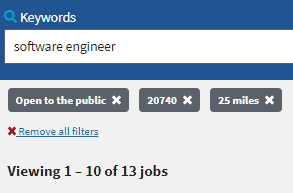 Keywords
software engineer
Open to the public ✖ 20740 ✖ 25 miles ✖
✖ Remove all filters
Viewing 1 – 10 of 13 jobs